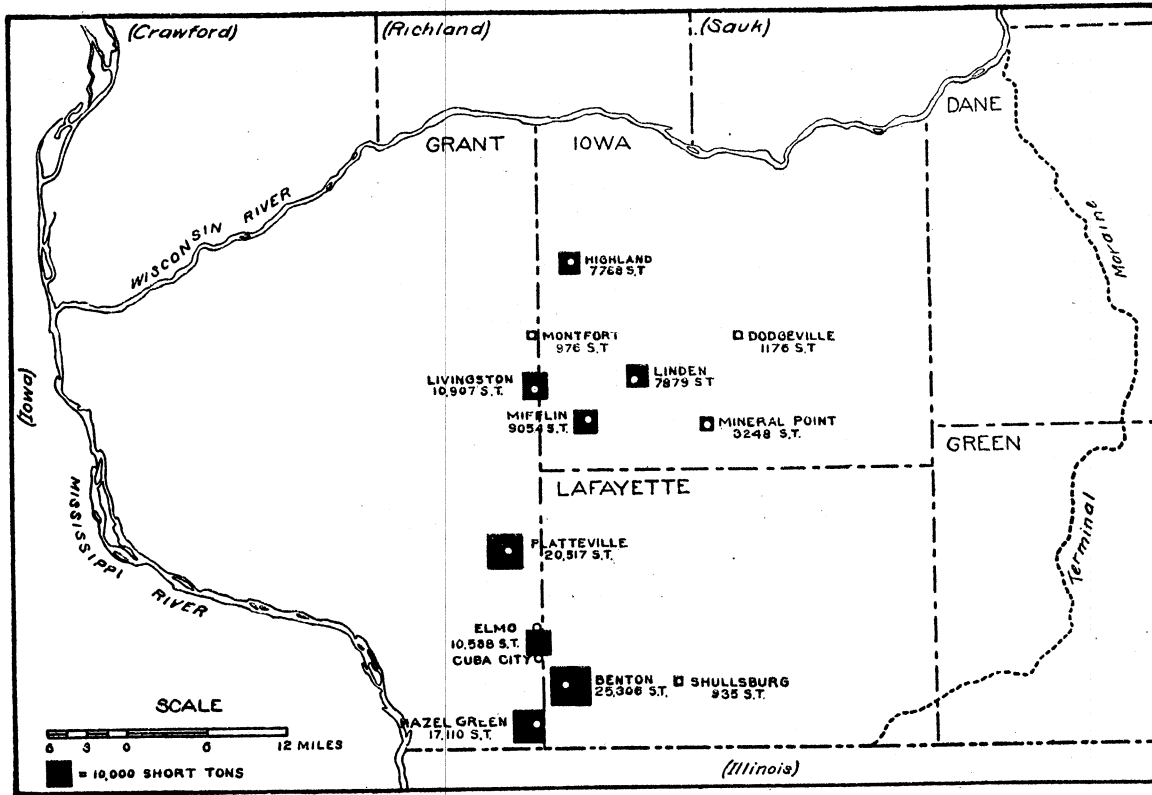 (Crawford)
(Richland)
(Sauk)
DANE
GRANT
IOWA
WISCONSIN RIVER
Moraine
HIGHLAND
7768 S.T
MONTFORT
976 S.T
DODGEVILLE
1176 S.T
LIVINGSTON
10,907 S.T.
LINDEN
7879 ST
(Iowa)
MIFFLIN
9054 S.T.
MINERAL POINT
3248 S.T.
GREEN
LAFAYETTE
MISSISSIPPI
RIVER
PLATTEVILLE
20,517 S.T.
Terminal
ELMO
10,588 S.T.
CUBA CITY
BENTON
25,306 S.T.
SHULLSBURG
935 S.T.
HAZEL GREEN
17,110 S.T.
SCALE
6 3 0 6 12 MILES
= 10,000 SHORT TONS
(Illinois)